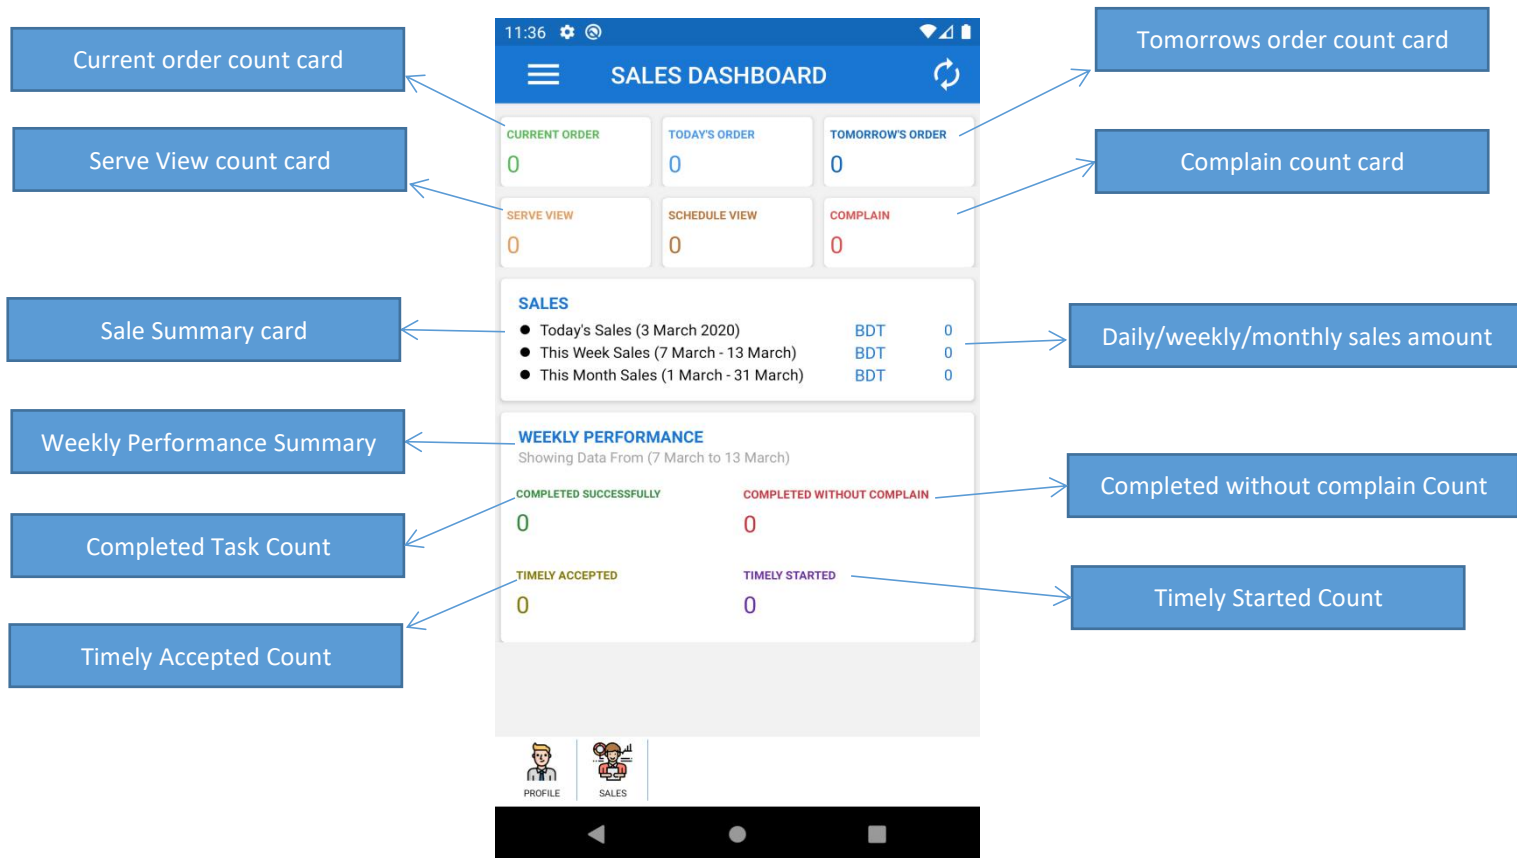 Current order count card
Serve View count card
Sale Summary card
Weekly Performance Summary
Completed Task Count
Timely Accepted Count
11:36
SALES DASHBOARD
CURRENT ORDER
0
TODAY'S ORDER
0
TOMORROW'S ORDER
0
SERVE VIEW
0
SCHEDULE VIEW
0
COMPLAIN
0
SALES
Today's Sales (3 March 2020) BDT 0
This Week Sales (7 March - 13 March) BDT 0
This Month Sales (1 March - 31 March) BDT 0
WEEKLY PERFORMANCE
Showing Data From (7 March to 13 March)
COMPLETED SUCCESSFULLY
0
COMPLETED WITHOUT COMPLAIN
0
TIMELY ACCEPTED
0
TIMELY STARTED
0
PROFILE
SALES
Tomorrows order count card
Complain count card
Daily/weekly/monthly sales amount
Completed without complain Count
Timely Started Count